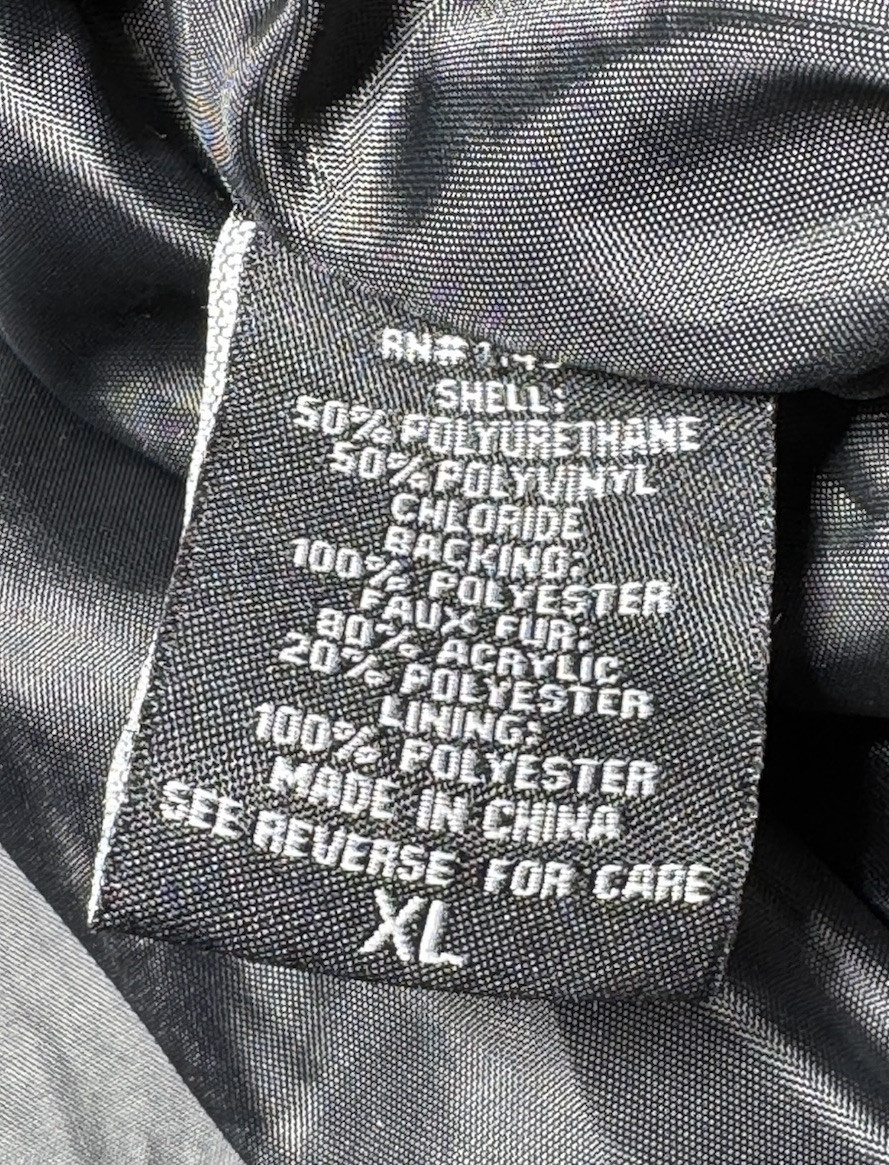 RN#
SHELL:
50% POLYURETHANE
50% POLYVINYL
CHLORIDE
BACKING:
100% POLYESTER
FAUX FUR:
80% ACRYLIC
20% POLYESTER
LINING:
100% POLYESTER
MADE IN CHINA
SEE REVERSE FOR CARE
XL